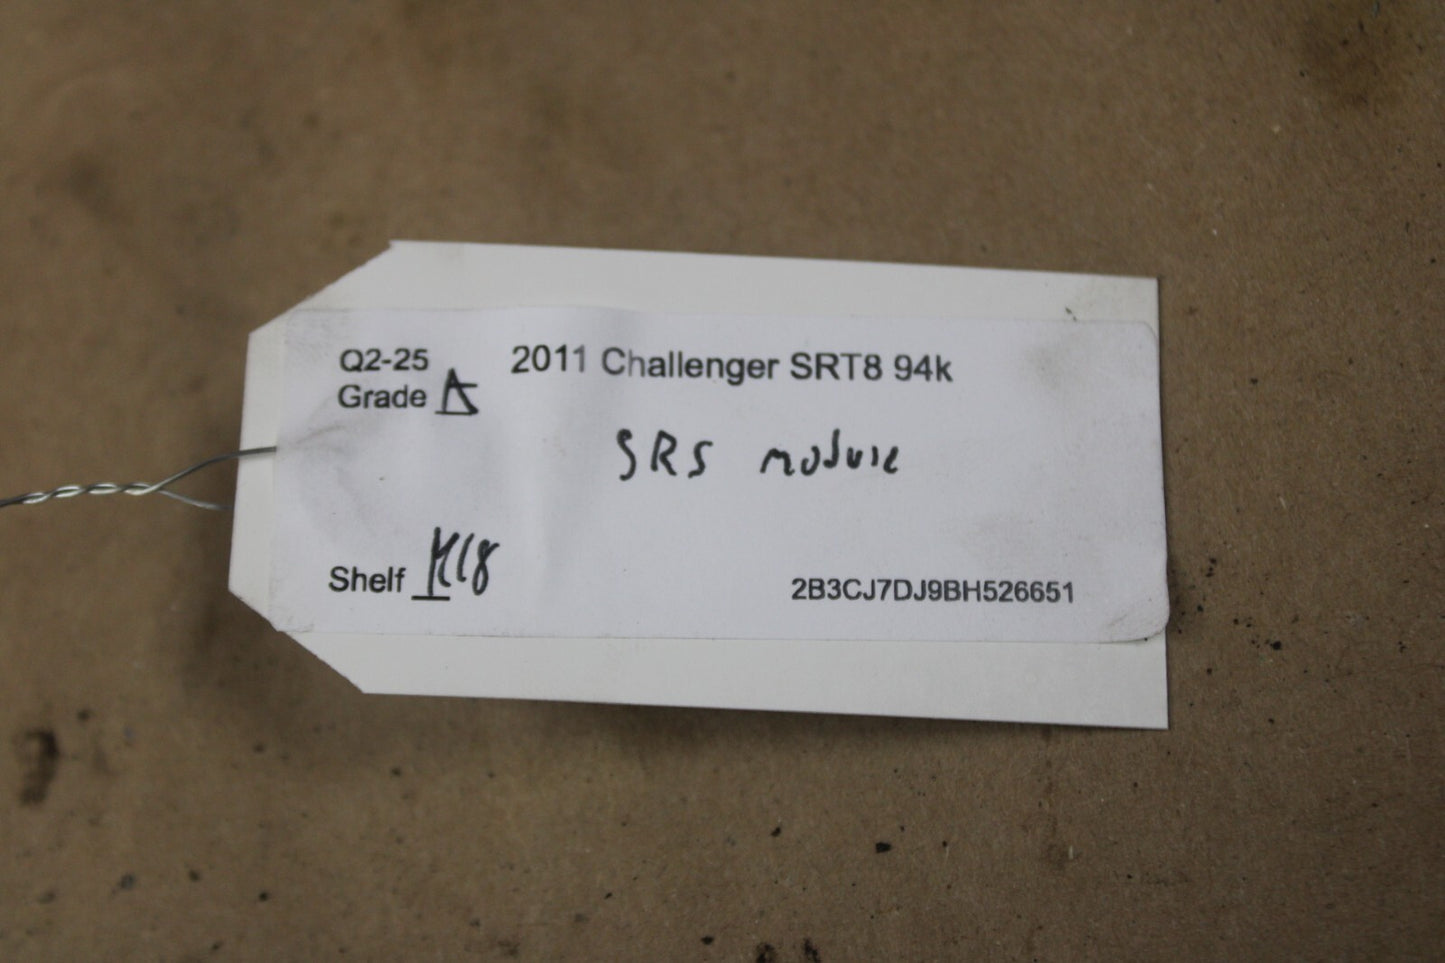 Q2-25 2011 Challenger SRT8 94k
Grade A
SRS module
Shelf K18
2B3CJ7DJ9BH526651